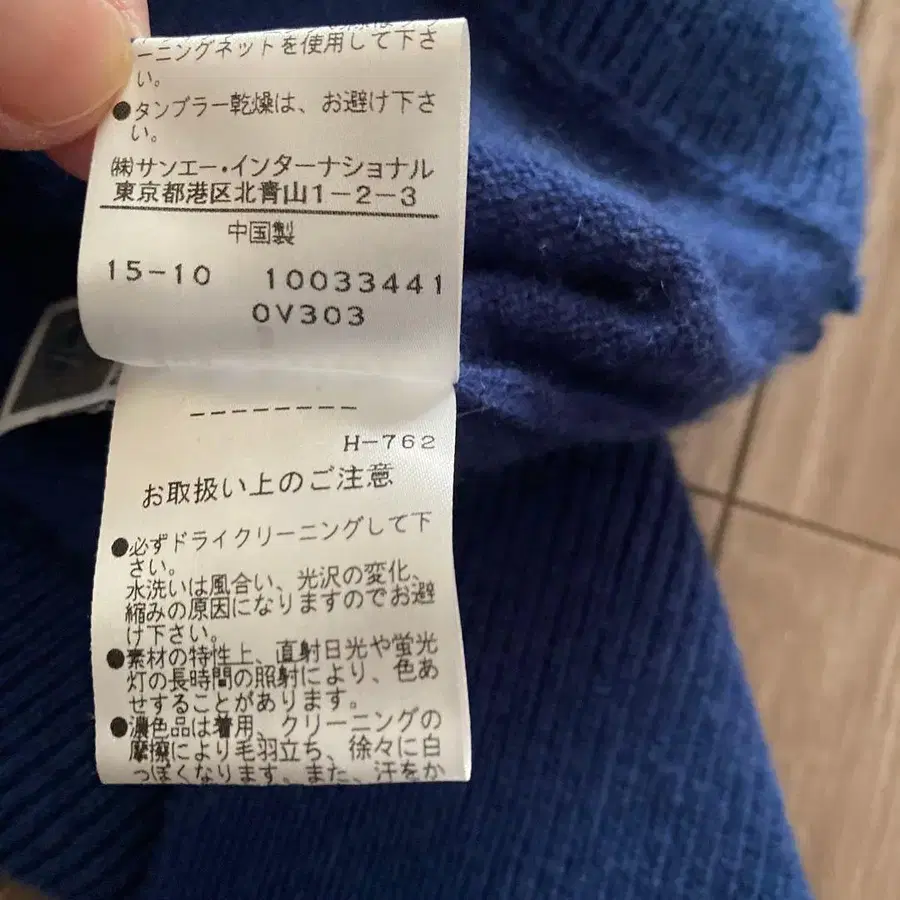 ーニングネットを使用して下さ
い。
●タンブラー乾燥は、お避け下さ
い。
㈱サンエー・インターナショナル
東京都港区北青山1-2-3
中国製
15-10 10033441
0V303
--------
H-762
お取扱い上のご注意
●必ずドライクリーニングして下
さい。
水洗いは風合い、光沢の変化、
縮みの原因になりますのでお避
け下さい。
●素材の特性上、直射日光や蛍光
灯の長時間の照射により、色あ
せすることがあります。
●濃色品は着用、クリーニングの
摩擦により毛羽立ち、徐々に白
っぽくなります。また、汗をか